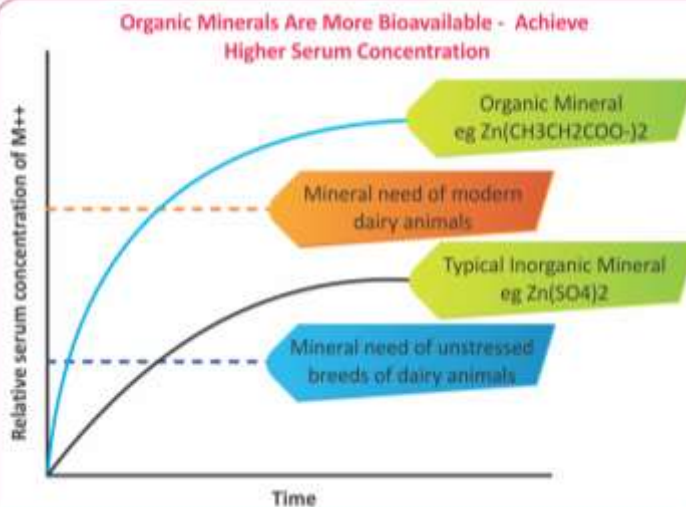 Organic Minerals Are More Bioavailable - Achieve
Higher Serum Concentration
Relative serum concentration of M++
Organic Mineral
eg Zn(CH3CH2COO-)2
Mineral need of modern
dairy animals
Typical Inorganic Mineral
eg Zn(SO4)2
Mineral need of unstressed
breeds of dairy animals
Time